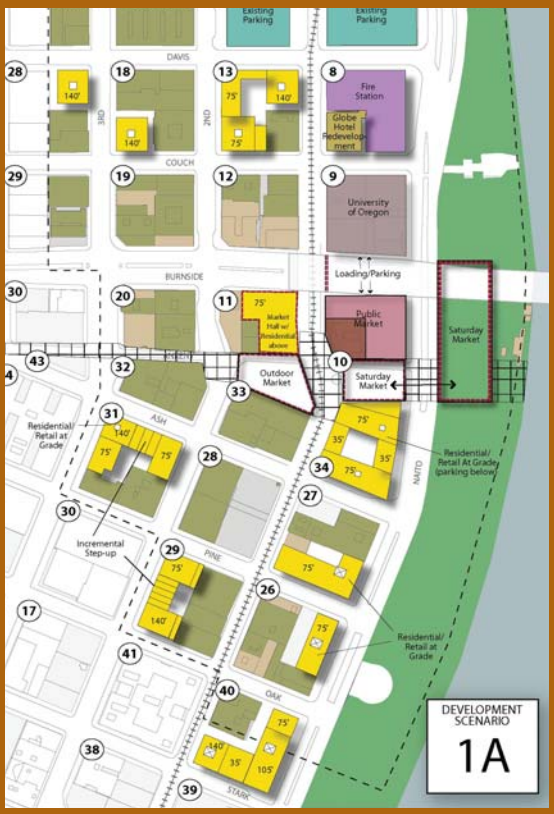 Existing
Parking
Existing
Parking
DAVIS
28
18
13
8
140'
3RD
140'
2ND
75'
140'
75'
Fire
Station
Globe
Hotel
Redevelop-
ment
COUCH
29
19
12
9
University
of Oregon
BURNSIDE
Loading/Parking
30
20
11
75'
Market
Hall w/
Residential
above
Public
Market
Saturday
Market
43
32
10
Outdoor
Market
Saturday
Market
33
31
ASH
Residential/
Retail at
Grade
140'
75'
75'
75'
35'
35'
75'
34
Residential/
Retail At Grade
(parking below)
NAITO
28
27
30
Incremental
Step-up
29
PINE
75'
75'
140'
26
75'
17
Residential/
Retail at
Grade
41
OAK
40
75'
140'
35'
105'
38
39
STARK
DEVELOPMENT
SCENARIO
1A